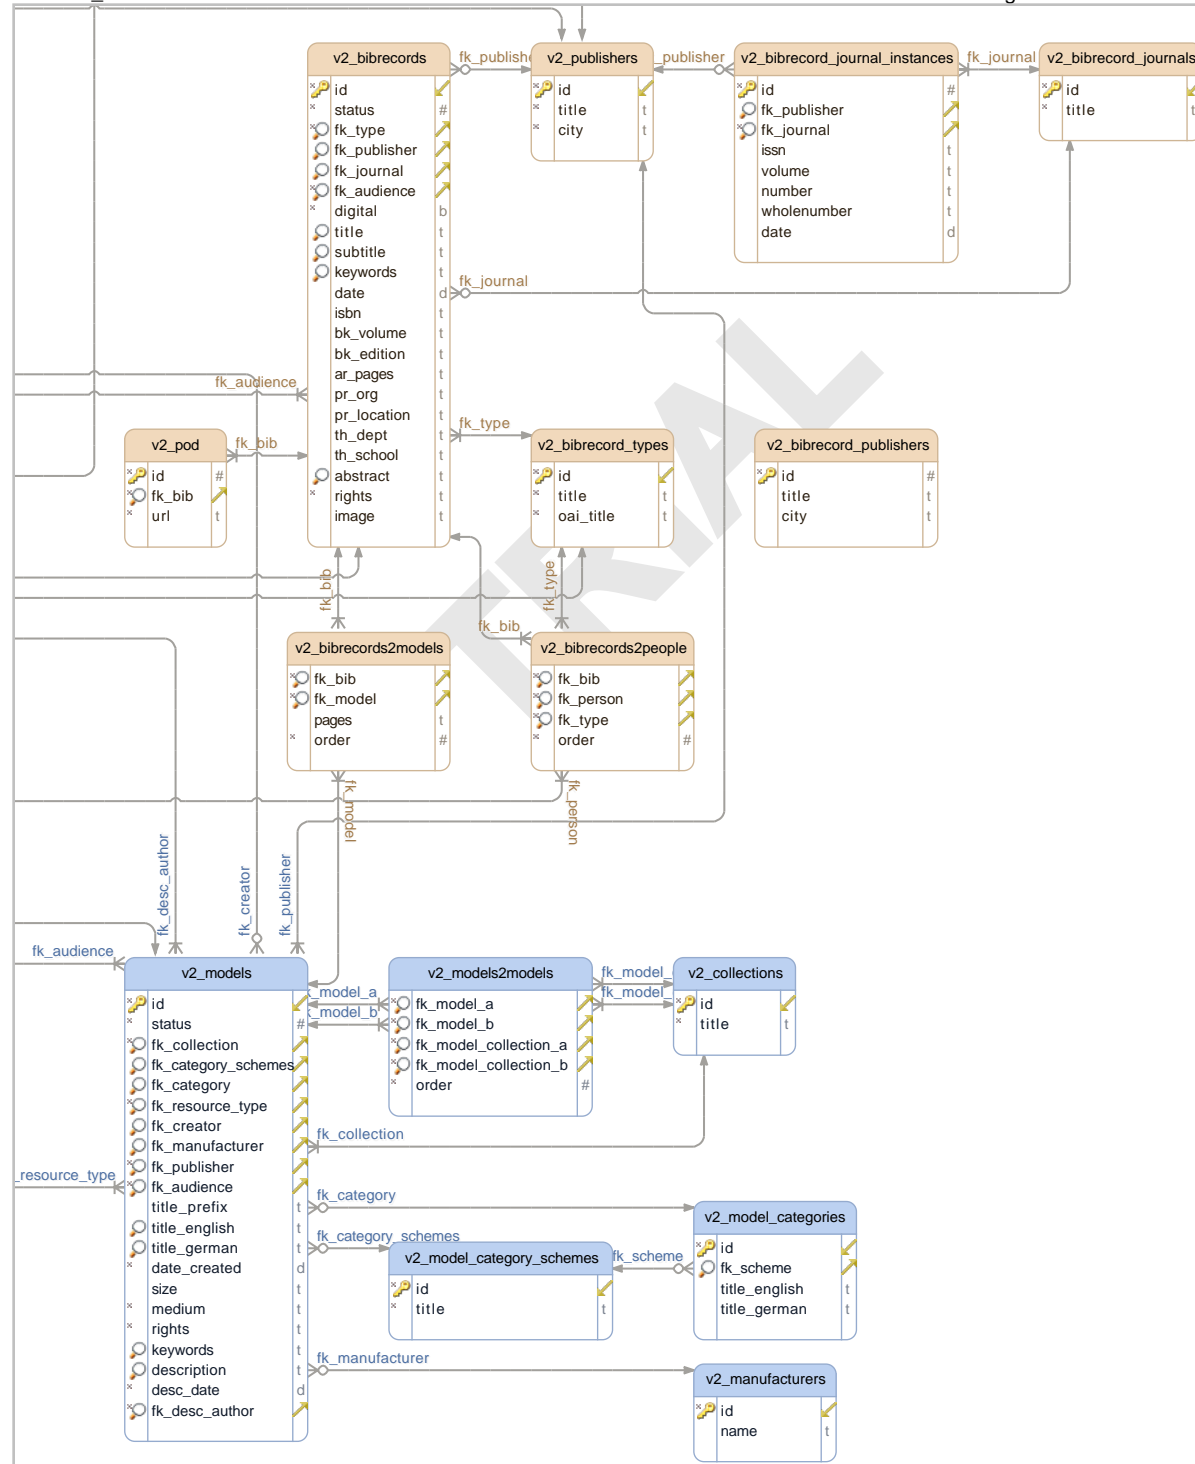 v2_bibrecords
id
status #
fk_type
fk_publisher
fk_journal
fk_audience
digital b
title t
subtitle t
keywords t
date d
isbn t
bk_volume t
bk_edition t
ar_pages t
pr_org t
pr_location t
th_dept t
th_school t
abstract t
rights t
image t
fk_publishe
v2_publishers
id
title t
city t
_publisher
v2_bibrecord_journal_instances
id #
fk_publisher
fk_journal
issn t
volume t
number t
wholenumber t
date d
fk_journal
v2_bibrecord_journals
id
title t
fk_journal
fk_audience
fk_type
v2_pod
id #
fk_bib
url t
fk_bib
v2_bibrecord_types
id
title t
oai_title t
v2_bibrecord_publishers
id #
title t
city t
TRIAL
fk_bib
fk_type
fk_bib
v2_bibrecords2models
fk_bib
fk_model
pages t
order #
v2_bibrecords2people
fk_bib
fk_person
fk_type
order #
fk_model
fk_person
fk_desc_author
fk_creator
fk_publisher
fk_audience
_resource_type
v2_models
id
status #
fk_collection
fk_category_schemes
fk_category
fk_resource_type
fk_creator
fk_manufacturer
fk_publisher
fk_audience
title_prefix t
title_english t
title_german t
date_created d
size t
medium t
rights t
keywords t
description t
desc_date d
fk_desc_author
_model_a
_model_b
v2_models2models
fk_model_a
fk_model_b
fk_model_collection_a
fk_model_collection_b
order #
fk_model_
fk_model_
v2_collections
id
title t
fk_collection
fk_category
fk_category_schemes
v2_model_category_schemes
id
title t
fk_scheme
v2_model_categories
id
fk_scheme
title_english t
title_german t
fk_manufacturer
v2_manufacturers
id
name t